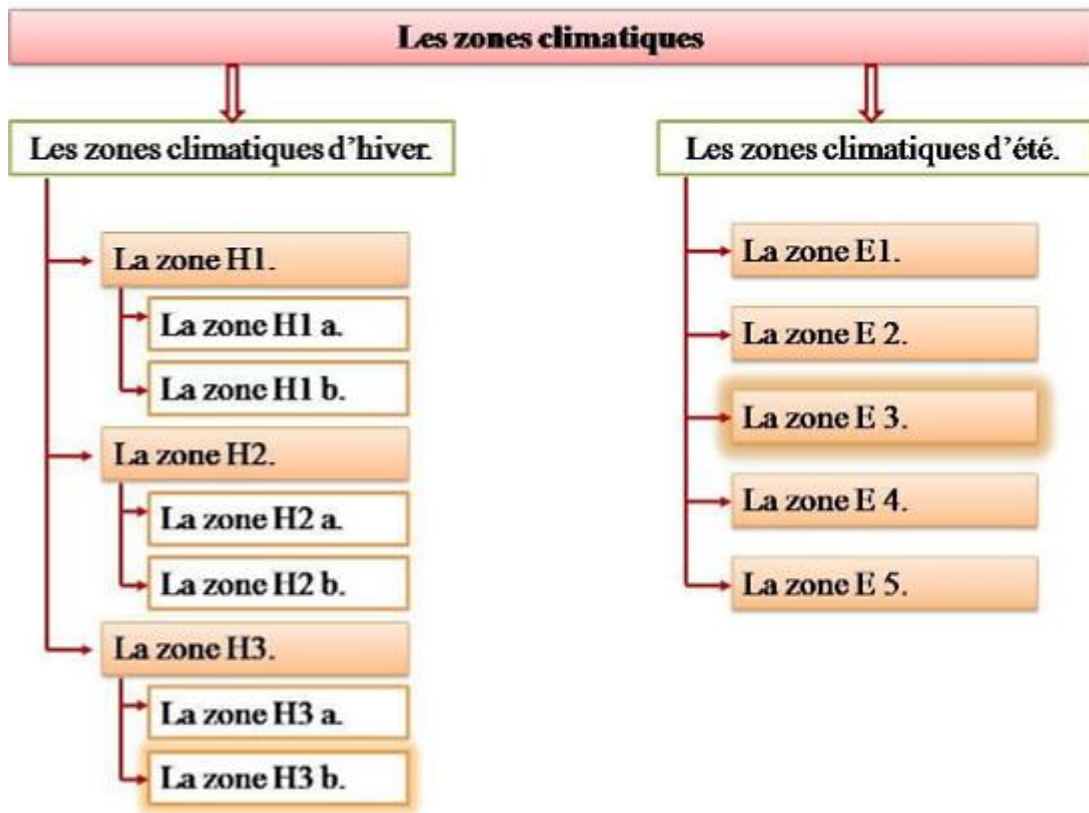 Les zones climatiques
Les zones climatiques d’hiver.
La zone H1.
La zone H1 a.
La zone H1 b.
La zone H2.
La zone H2 a.
La zone H2 b.
La zone H3.
La zone H3 a.
La zone H3 b.
Les zones climatiques d’été.
La zone E1.
La zone E 2.
La zone E 3.
La zone E 4.
La zone E 5.